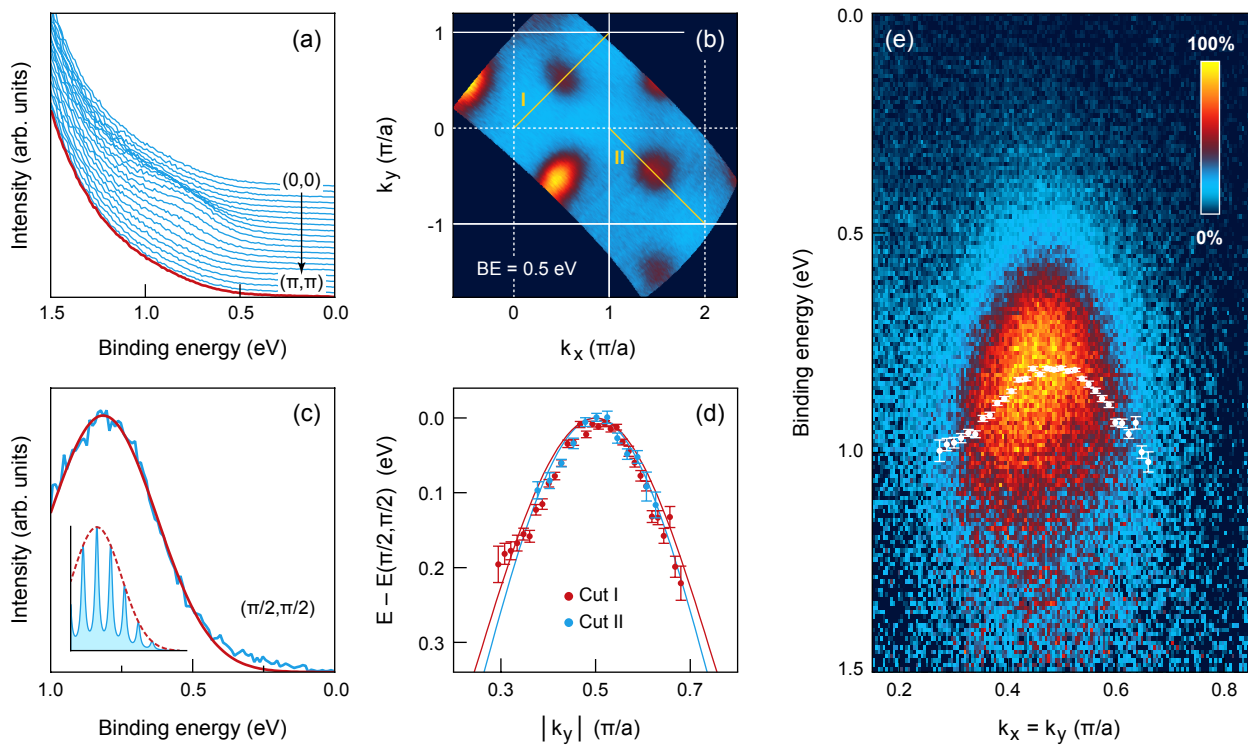 (a)
Intensity (arb. units)
(0,0)
(π,π)
1.5
1.0
0.5
0.0
Binding energy (eV)
(b)
k_y (π/a)
1
0
-1
I
II
BE = 0.5 eV
0
1
2
k_x (π/a)
(c)
Intensity (arb. units)
(π/2,π/2)
1.0
0.5
0.0
Binding energy (eV)
(d)
E − E(π/2,π/2) (eV)
0.0
0.1
0.2
0.3
Cut I
Cut II
0.3
0.5
0.7
|k_y| (π/a)
(e)
100%
0%
Binding energy (eV)
0.0
0.5
1.0
1.5
0.2
0.4
0.6
0.8
k_x = k_y (π/a)